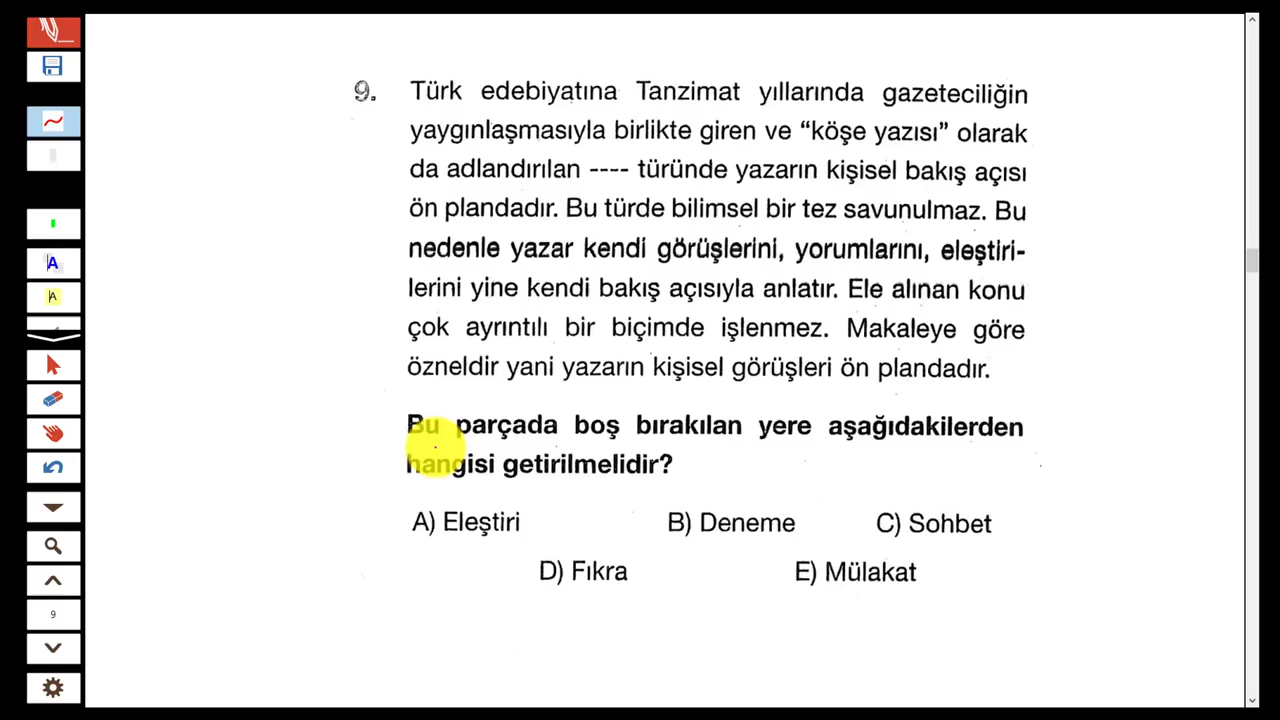 9. Türk edebiyatına Tanzimat yıllarında gazeteciliğin
yaygınlaşmasıyla birlikte giren ve “köşe yazısı” olarak
da adlandırılan ---- türünde yazarın kişisel bakış açısı
ön plandadır. Bu türde bilimsel bir tez savunulmaz. Bu
nedenle yazar kendi görüşlerini, yorumlarını, eleştiri-
lerini yine kendi bakış açısıyla anlatır. Ele alınan konu
çok ayrıntılı bir biçimde işlenmez. Makaleye göre
özneldir yani yazarın kişisel görüşleri ön plandadır.
Bu parçada boş bırakılan yere aşağıdakilerden
hangisi getirilmelidir?
A) Eleştiri B) Deneme C) Sohbet
D) Fıkra E) Mülakat
A
A
9